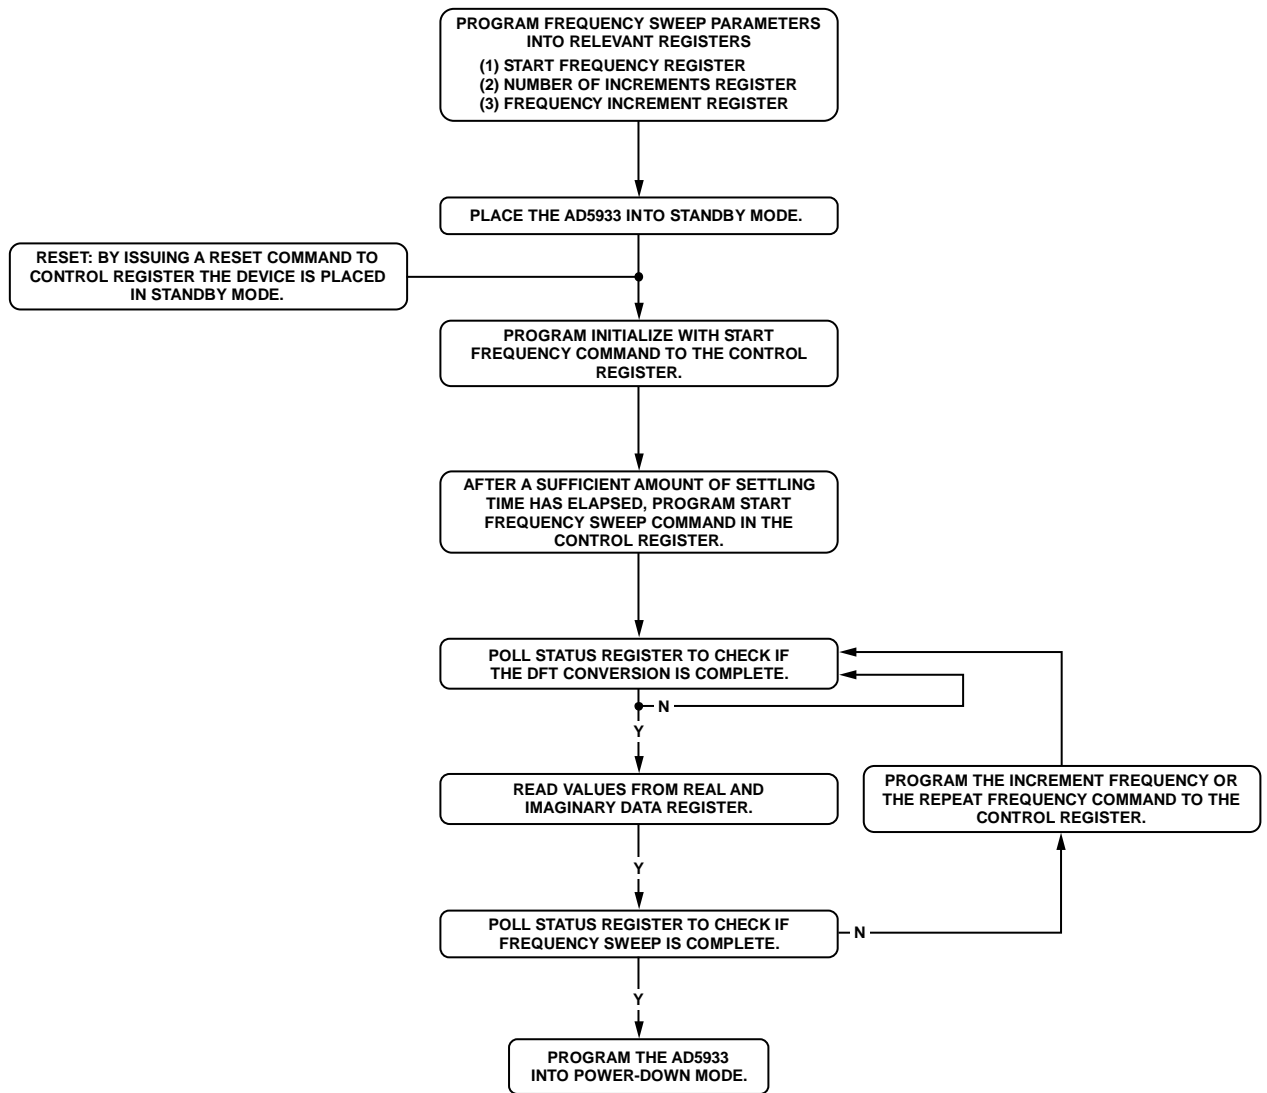 PROGRAM FREQUENCY SWEEP PARAMETERS
INTO RELEVANT REGISTERS
(1) START FREQUENCY REGISTER
(2) NUMBER OF INCREMENTS REGISTER
(3) FREQUENCY INCREMENT REGISTER
PLACE THE AD5933 INTO STANDBY MODE.
RESET: BY ISSUING A RESET COMMAND TO
CONTROL REGISTER THE DEVICE IS PLACED
IN STANDBY MODE.
PROGRAM INITIALIZE WITH START
FREQUENCY COMMAND TO THE CONTROL
REGISTER.
AFTER A SUFFICIENT AMOUNT OF SETTLING
TIME HAS ELAPSED, PROGRAM START
FREQUENCY SWEEP COMMAND IN THE
CONTROL REGISTER.
POLL STATUS REGISTER TO CHECK IF
THE DFT CONVERSION IS COMPLETE.
N
Y
READ VALUES FROM REAL AND
IMAGINARY DATA REGISTER.
PROGRAM THE INCREMENT FREQUENCY OR
THE REPEAT FREQUENCY COMMAND TO THE
CONTROL REGISTER.
Y
POLL STATUS REGISTER TO CHECK IF
FREQUENCY SWEEP IS COMPLETE.
N
Y
PROGRAM THE AD5933
INTO POWER-DOWN MODE.